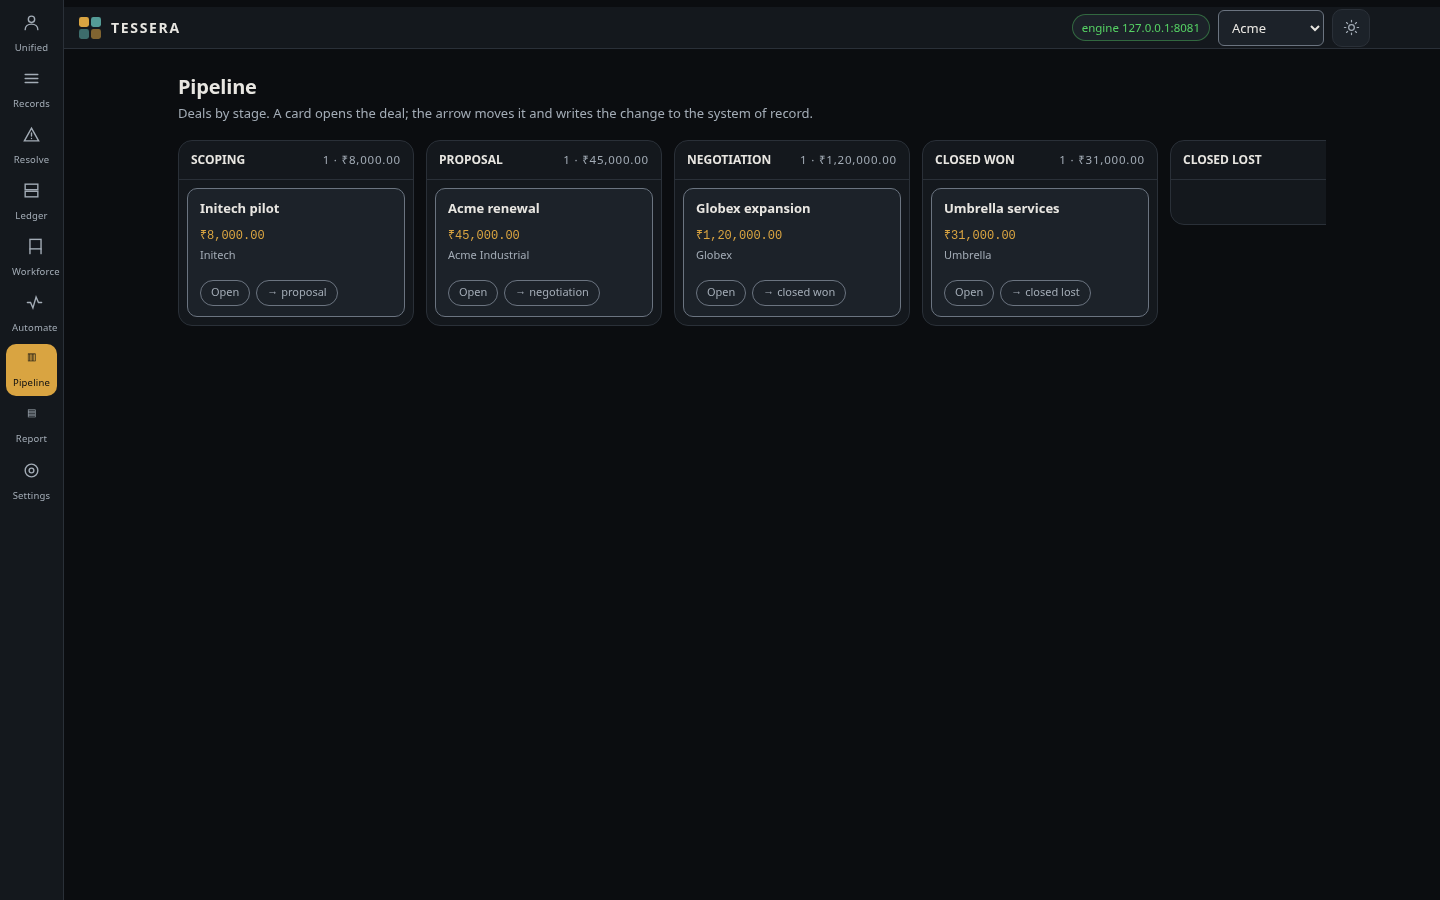 Unified
Records
Resolve
Ledger
Workforce
Automate
Pipeline
Report
Settings
TESSERA
engine 127.0.0.1:8081
Acme
Pipeline
Deals by stage. A card opens the deal; the arrow moves it and writes the change to the system of record.
SCOPING 1 · ₹8,000.00
Initech pilot
₹8,000.00
Initech
Open → proposal
PROPOSAL 1 · ₹45,000.00
Acme renewal
₹45,000.00
Acme Industrial
Open → negotiation
NEGOTIATION 1 · ₹1,20,000.00
Globex expansion
₹1,20,000.00
Globex
Open → closed won
CLOSED WON 1 · ₹31,000.00
Umbrella services
₹31,000.00
Umbrella
Open → closed lost
CLOSED LOST